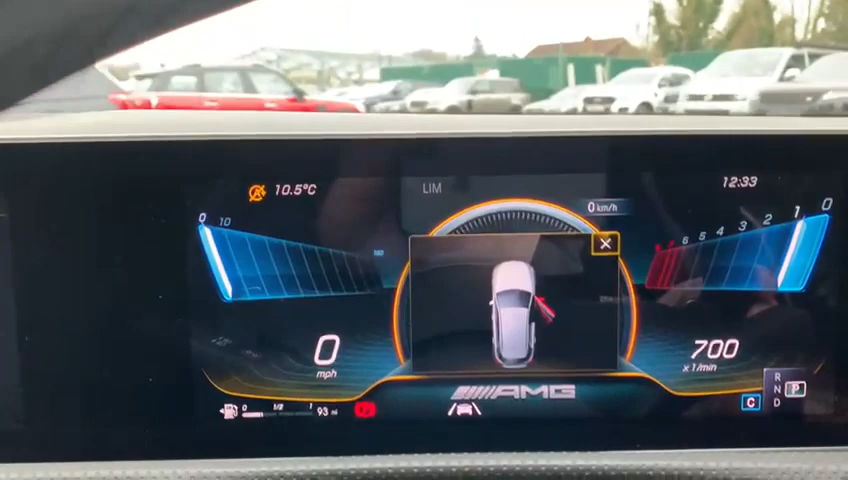 10.5°C
LIM
12:33
0 km/h
0 10
6 5 4 3 2 1 0
0
mph
700
x 1/min
AMG
0 1/2 1
93 mi
C
R
N P
D